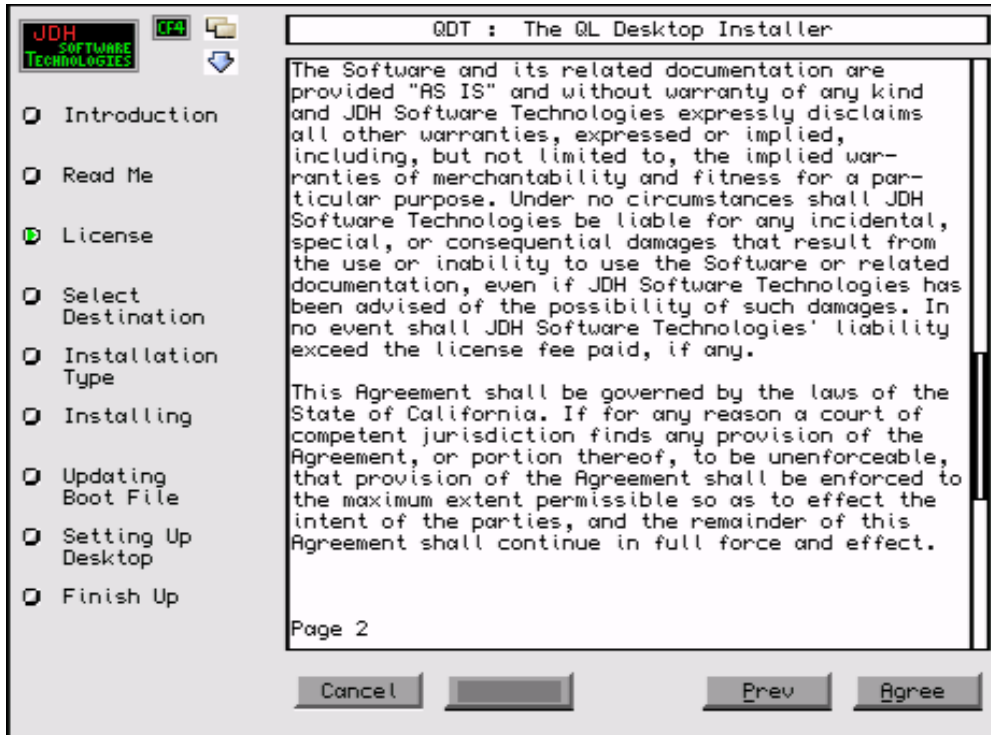 JDH
SOFTWARE
TECHNOLOGIES
CF4
Introduction
Read Me
License
Select
Destination
Installation
Type
Installing
Updating
Boot File
Setting Up
Desktop
Finish Up
QDT : The QL Desktop Installer
The Software and its related documentation are
provided "AS IS" and without warranty of any kind
and JDH Software Technologies expressly disclaims
all other warranties, expressed or implied,
including, but not limited to, the implied war-
ranties of merchantability and fitness for a par-
ticular purpose. Under no circumstances shall JDH
Software Technologies be liable for any incidental,
special, or consequential damages that result from
the use or inability to use the Software or related
documentation, even if JDH Software Technologies has
been advised of the possibility of such damages. In
no event shall JDH Software Technologies' liability
exceed the license fee paid, if any.
This Agreement shall be governed by the laws of the
State of California. If for any reason a court of
competent jurisdiction finds any provision of the
Agreement, or portion thereof, to be unenforceable,
that provision of the Agreement shall be enforced to
the maximum extent permissible so as to effect the
intent of the parties, and the remainder of this
Agreement shall continue in full force and effect.
Page 2
Cancel
Prev
Agree